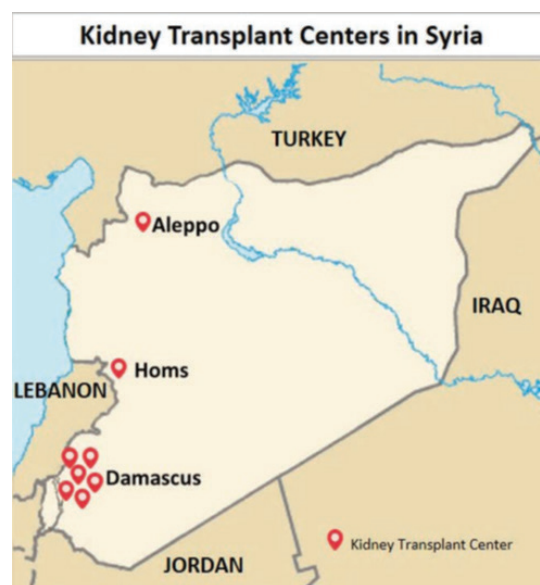 Kidney Transplant Centers in Syria
TURKEY
Aleppo
IRAQ
Homs
LEBANON
Damascus
Kidney Transplant Center
JORDAN